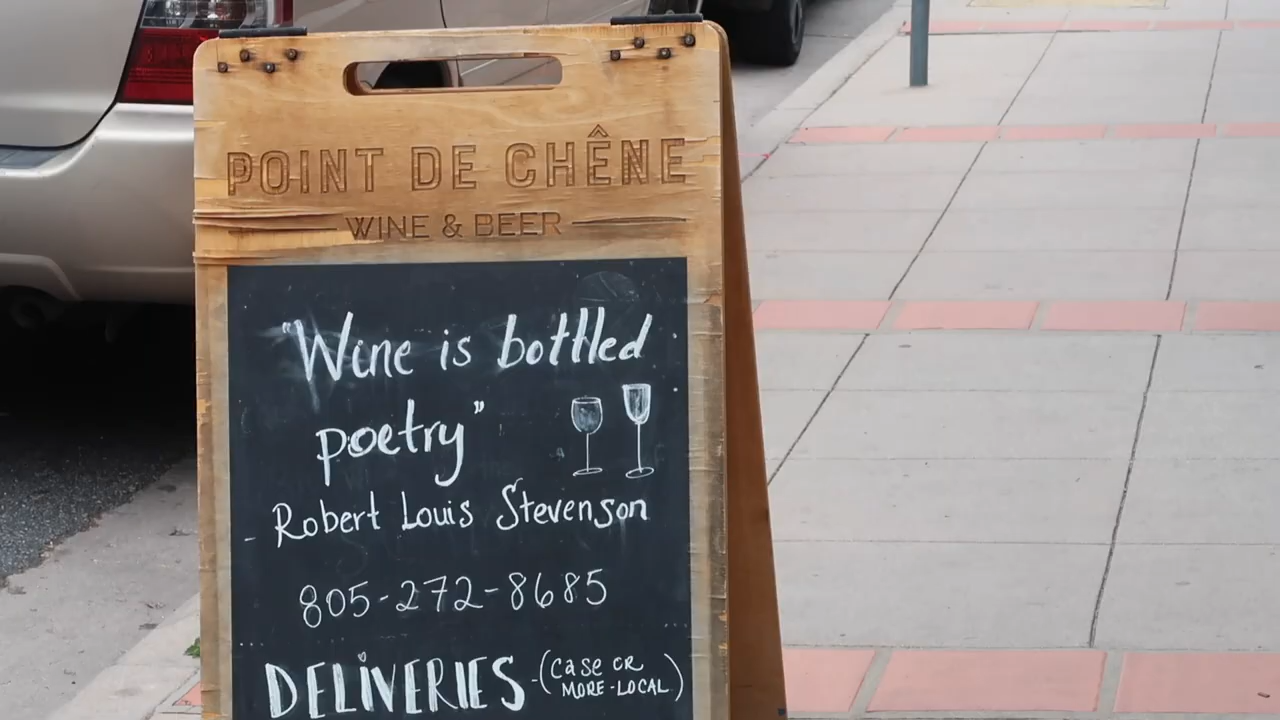 POINT DE CHÊNE
WINE & BEER
"Wine is bottled
poetry"
- Robert Louis Stevenson
805-272-8685
DELIVERIES - (CASE OR
MORE - LOCAL)